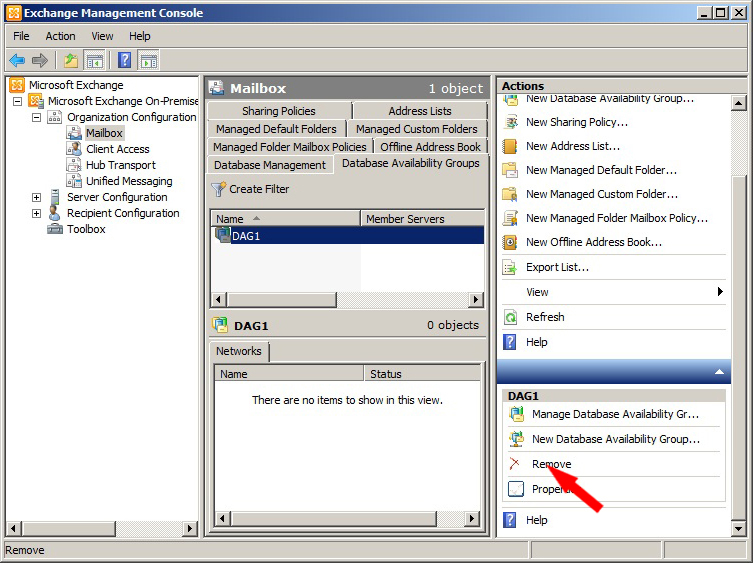 Exchange Management Console
File Action View Help
Microsoft Exchange
Microsoft Exchange On-Premise
Organization Configuration
Mailbox
Client Access
Hub Transport
Unified Messaging
Server Configuration
Recipient Configuration
Toolbox
Mailbox 1 object
Sharing Policies Address Lists
Managed Default Folders Managed Custom Folders
Managed Folder Mailbox Policies Offline Address Book
Database Management Database Availability Groups
Create Filter
Name Member Servers
DAG1
DAG1 0 objects
Networks
Name Status
There are no items to show in this view.
Actions
New Database Availability Group...
New Sharing Policy...
New Address List...
New Managed Default Folder...
New Managed Custom Folder...
New Managed Folder Mailbox Policy...
New Offline Address Book...
Export List...
View
Refresh
Help
DAG1
Manage Database Availability Gr...
New Database Availability Group...
Remove
Proper
Help
Remove